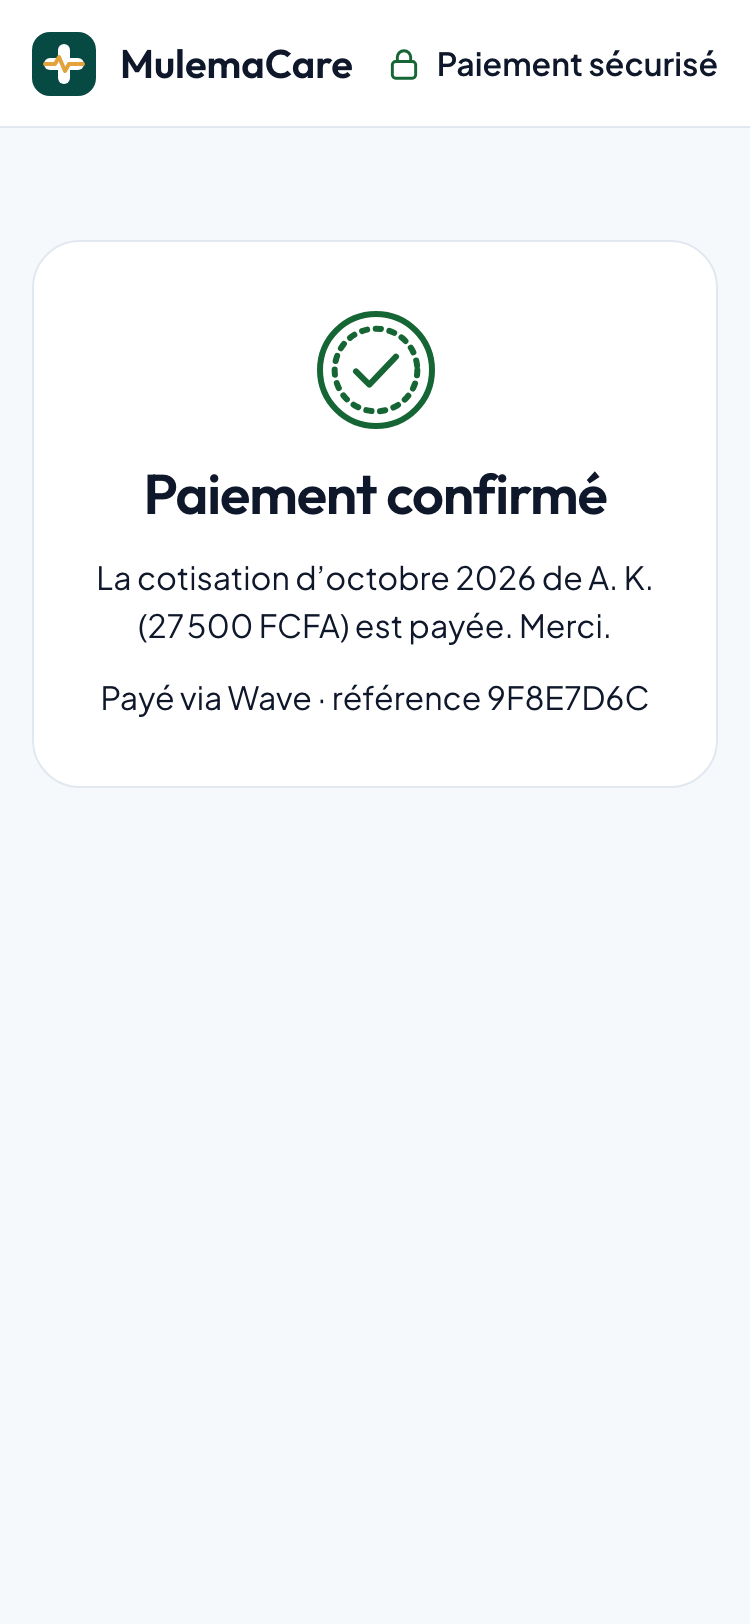 MulemaCare
Paiement sécurisé
Paiement confirmé
La cotisation d’octobre 2026 de A. K.
(27 500 FCFA) est payée. Merci.
Payé via Wave · référence 9F8E7D6C